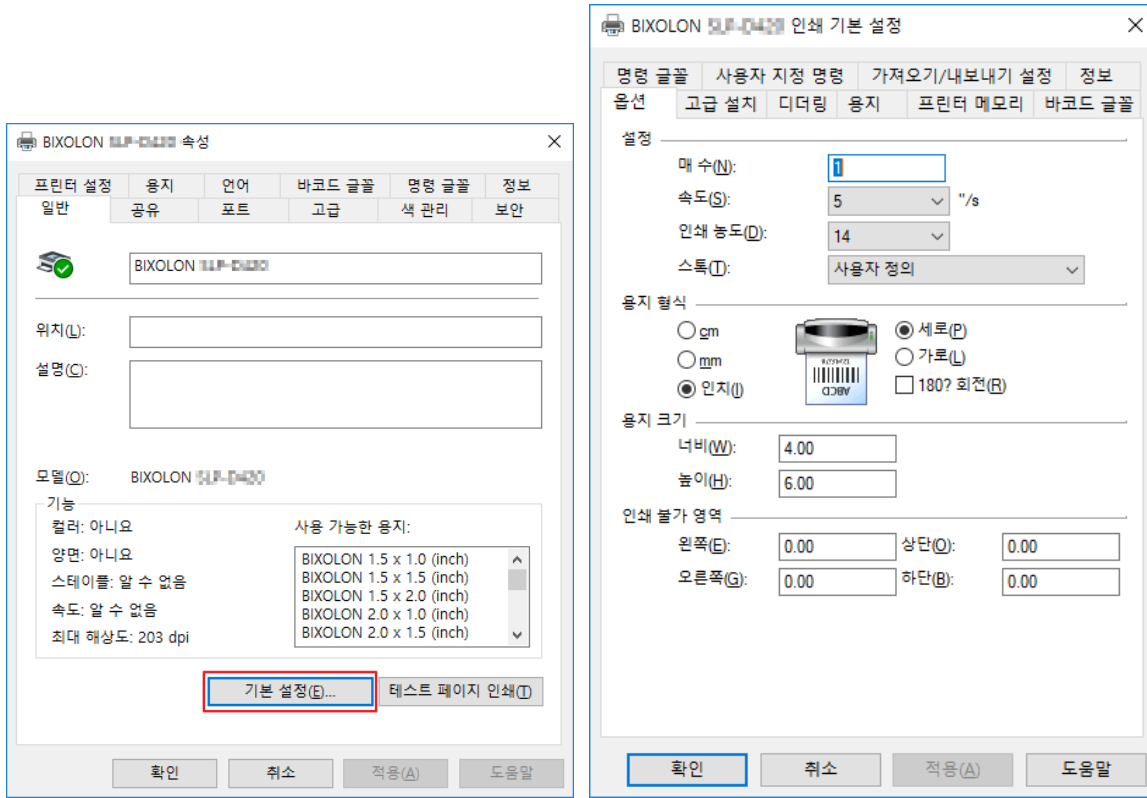 BIXOLON 속성
프린터 설정 용지 언어 바코드 글꼴 명령 글꼴 정보
일반 공유 포트 고급 색 관리 보안
BIXOLON
위치(L):
설명(C):
모델(O): BIXOLON
기능
컬러: 아니요
양면: 아니요
스테이플: 알 수 없음
속도: 알 수 없음
최대 해상도: 203 dpi
사용 가능한 용지:
BIXOLON 1.5 x 1.0 (inch)
BIXOLON 1.5 x 1.5 (inch)
BIXOLON 1.5 x 2.0 (inch)
BIXOLON 2.0 x 1.0 (inch)
BIXOLON 2.0 x 1.5 (inch)
기본 설정(E)... 테스트 페이지 인쇄(T)
확인 취소 적용(A) 도움말
BIXOLON 인쇄 기본 설정
명령 글꼴 사용자 지정 명령 가져오기/내보내기 설정 정보
옵션 고급 설치 디더링 용지 프린터 메모리 바코드 글꼴
설정
매 수(N): 1
속도(S): 5 "/s
인쇄 농도(D): 14
스톡(T): 사용자 정의
용지 형식
cm
mm
인치(I)
ABCD
세로(P)
가로(L)
180? 회전(R)
용지 크기
너비(W): 4.00
높이(H): 6.00
인쇄 불가 영역
왼쪽(E): 0.00 상단(O): 0.00
오른쪽(G): 0.00 하단(B): 0.00
확인 취소 적용(A) 도움말